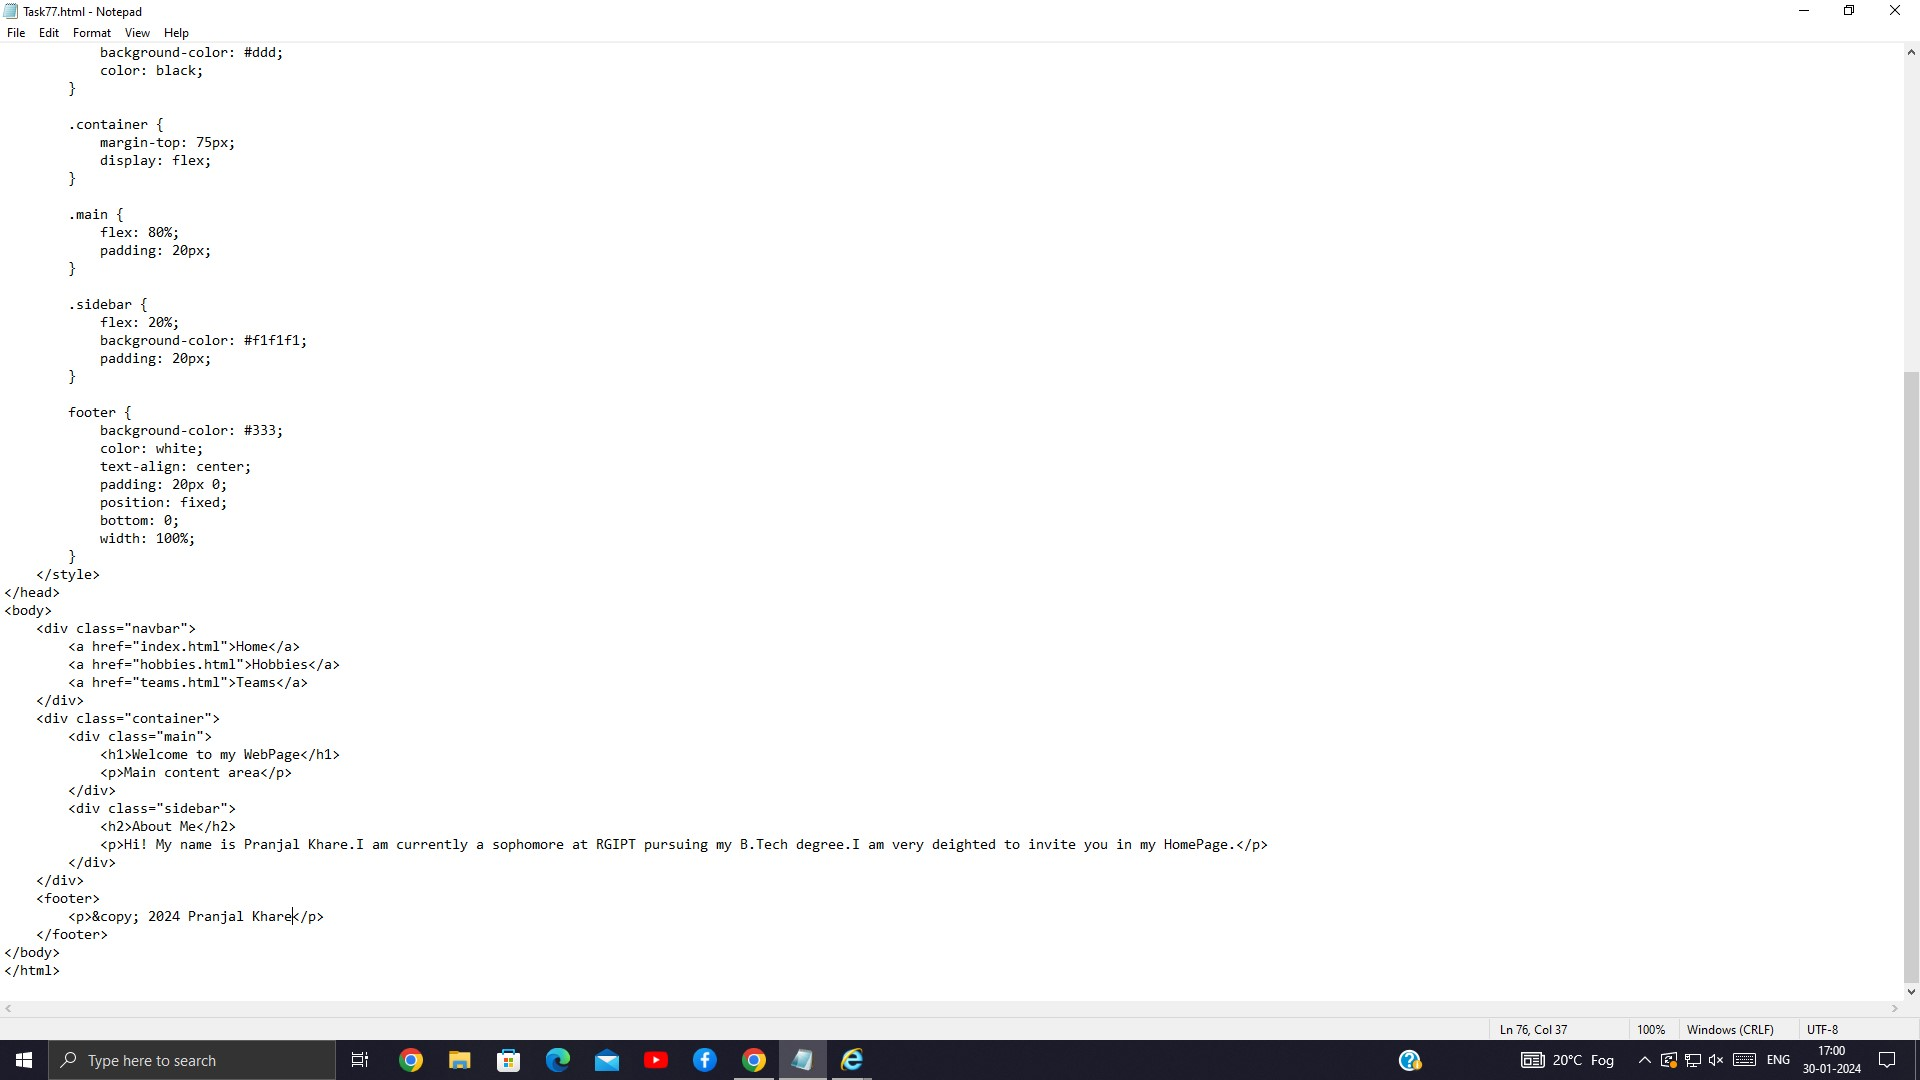 Task77.html - Notepad
File Edit Format View Help
background-color: #ddd;
color: black;
}
.container {
margin-top: 75px;
display: flex;
}
.main {
flex: 80%;
padding: 20px;
}
.sidebar {
flex: 20%;
background-color: #f1f1f1;
padding: 20px;
}
footer {
background-color: #333;
color: white;
text-align: center;
padding: 20px 0;
position: fixed;
bottom: 0;
width: 100%;
}
</style>
</head>
<body>
<div class="navbar">
<a href="index.html">Home</a>
<a href="hobbies.html">Hobbies</a>
<a href="teams.html">Teams</a>
</div>
<div class="container">
<div class="main">
<h1>Welcome to my WebPage</h1>
<p>Main content area</p>
</div>
<div class="sidebar">
<h2>About Me</h2>
<p>Hi! My name is Pranjal Khare.I am currently a sophomore at RGIPT pursuing my B.Tech degree.I am very deighted to invite you in my HomePage.</p>
</div>
</div>
<footer>
<p>&copy; 2024 Pranjal Khare</p>
</footer>
</body>
</html>
Ln 76, Col 37 100% Windows (CRLF) UTF-8
Type here to search 20°C Fog ENG 17:00
30-01-2024